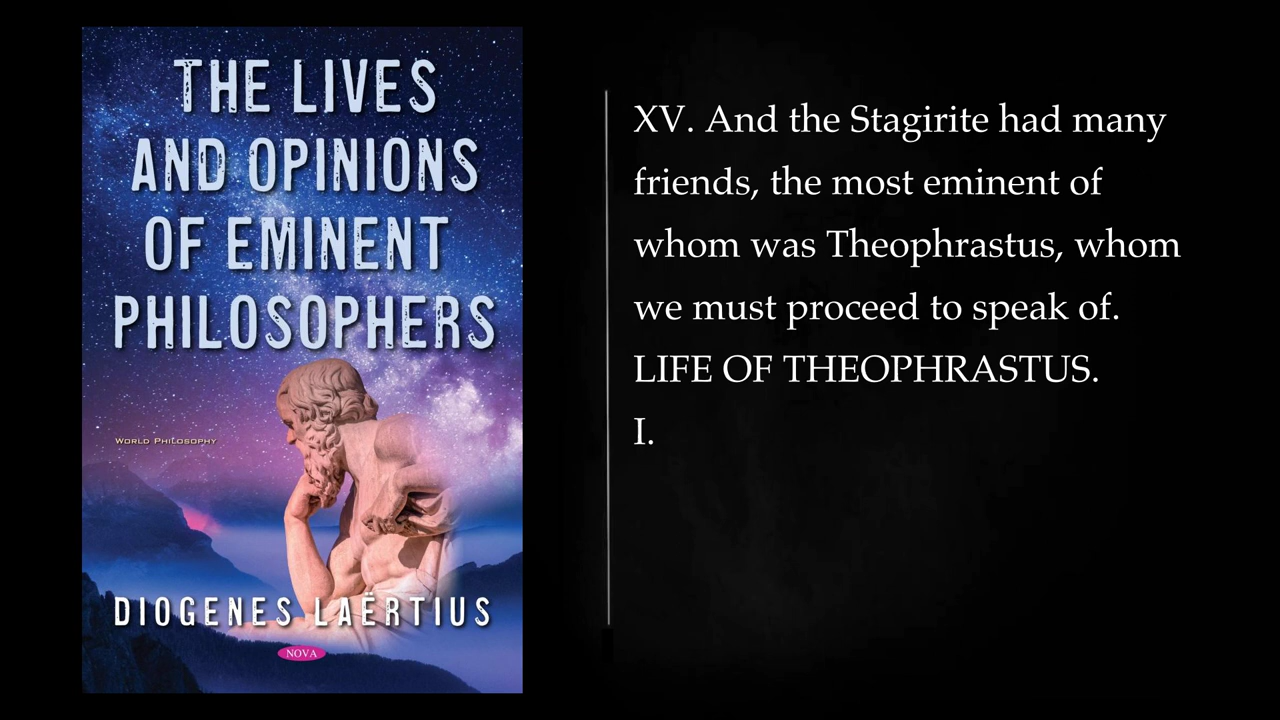 THE LIVES
AND OPINIONS
OF EMINENT
PHILOSOPHERS
WORLD PHILOSOPHY
DIOGENES LAËRTIUS
NOVA
XV. And the Stagirite had many
friends, the most eminent of
whom was Theophrastus, whom
we must proceed to speak of.
LIFE OF THEOPHRASTUS.
I.